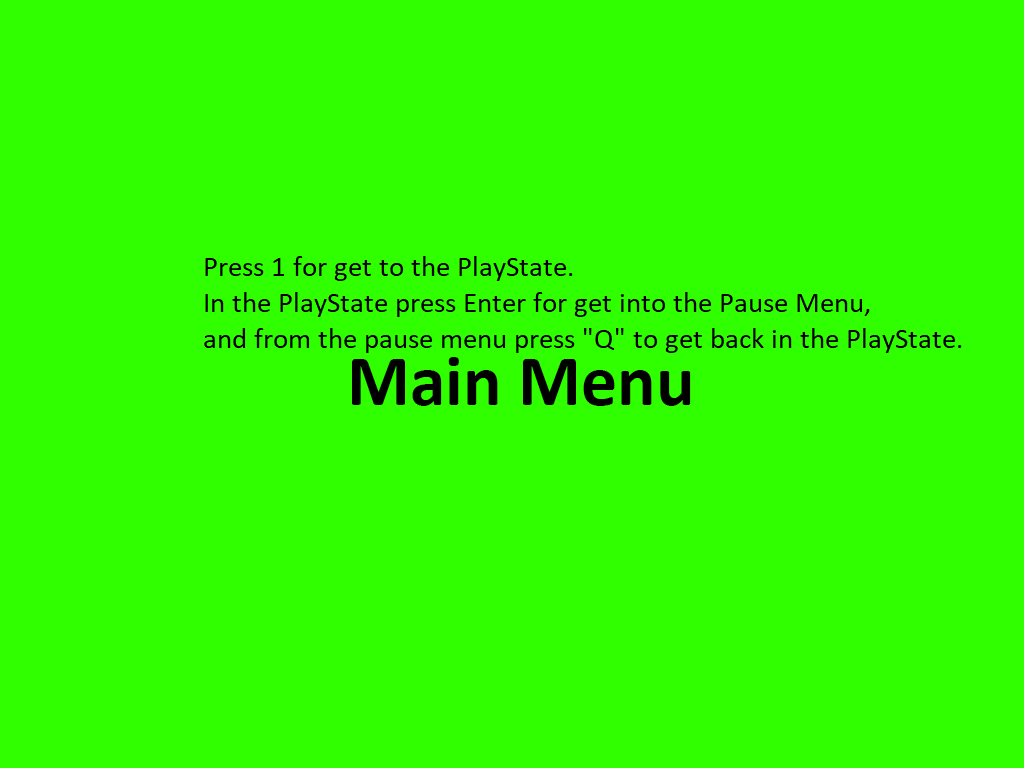 Press 1 for get to the PlayState.
In the PlayState press Enter for get into the Pause Menu,
and from the pause menu press "Q" to get back in the PlayState.
Main Menu